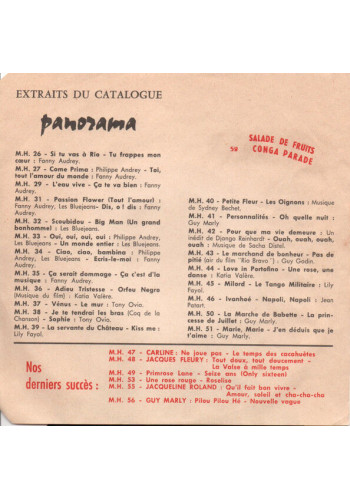 EXTRAITS DU CATALOGUE
panorama
M.H. 26 - Si tu vas à Rio - Tu frappes mon
cœur : Fanny Audrey.
M.H. 27 - Come Prima : Philippe Andrey - Toi,
tout l'amour du monde : Fanny Audrey.
M.H. 29 - L'eau vive - Ça te va bien : Fanny
Audrey.
M.H. 31 - Passion Flower (Tout l'amour) :
Fanny Audrey, Les Bluejeans- Dis, o ! dis : Fanny
Audrey.
M.H. 32 - Scoubidou - Big Man (Un grand
bonhomme) : Les Bluejeans.
M.H. 33 - Oui, oui, oui, oui : Philippe Andrey,
Les Bluejeans - Un monde entier : Les Bluejeans.
M.H. 34 - Ciao, ciao, bambina : Philippe
Andrey, Les Bluejeans - Ecris-le-moi : Fanny
Audrey.
M.H. 35 - Ça serait dommage - Ça c'est d'la
musique : Fanny Audrey.
M.H. 36 - Adieu Tristesse - Orfeu Negro
(Musique du film) : Katia Valère.
M.H. 37 - Vénus - Le mur : Tony Ovio.
M.H. 38 - Je te tendrai les bras (Coq de la
Chanson) - Sophie : Tony Ovio.
M.H. 39 - La servante du Château - Kiss me :
Fanny Audrey.
SALADE DE FRUITS
59 CONGA PARADE
M.H. 40 - Petite Fleur - Les Oignons : Musique
de Sydney Bechet.
M.H. 41 - Personnalités - Oh quelle nuit :
Guy Marly.
M.H. 42 - Pour que ma vie demeure : Un
inédit de Django Reinhardt - Ouah, ouah, ouah,
ouah : Musique de Sacha Distel.
M.H. 43 - Le marchand de bonheur - Pas de
pitié (air du film "Rio Bravo") : Guy Godin.
M.H. 44 - Love in Portofino - Une rose, une
danse : Katia Valère.
M.H. 45 - Milord - Le Tango Militaire : Lily
Fayol.
M.H. 46 - Ivanhoé - Napoli, Napoli : Jean
Patart.
M.H. 50 - La Marche de Babette - La prin-
cesse de Juillet : Guy Marly.
M.H. 51 - Marie, Marie - J'en déduis que je
t'aime : Guy Marly.
Nos
derniers succès :
M.H. 47 - CARLINE : Ne joue pas - Le temps des cacahuètes
M.H. 48 - JACQUES FLEURY : Tout doux, tout doucement -
La Valse à mille temps
M.H. 49 - Primrose Lane - Seize ans (Only sixteen)
M.H. 53 - Une rose rouge - Roselise
M.H. 55 - JACQUELINE ROLAND : Qu'il fait bon vivre -
Amour, soleil et cha-cha-cha
M.H. 56 - GUY MARLY : Pilou Pilou Hé - Nouvelle vague